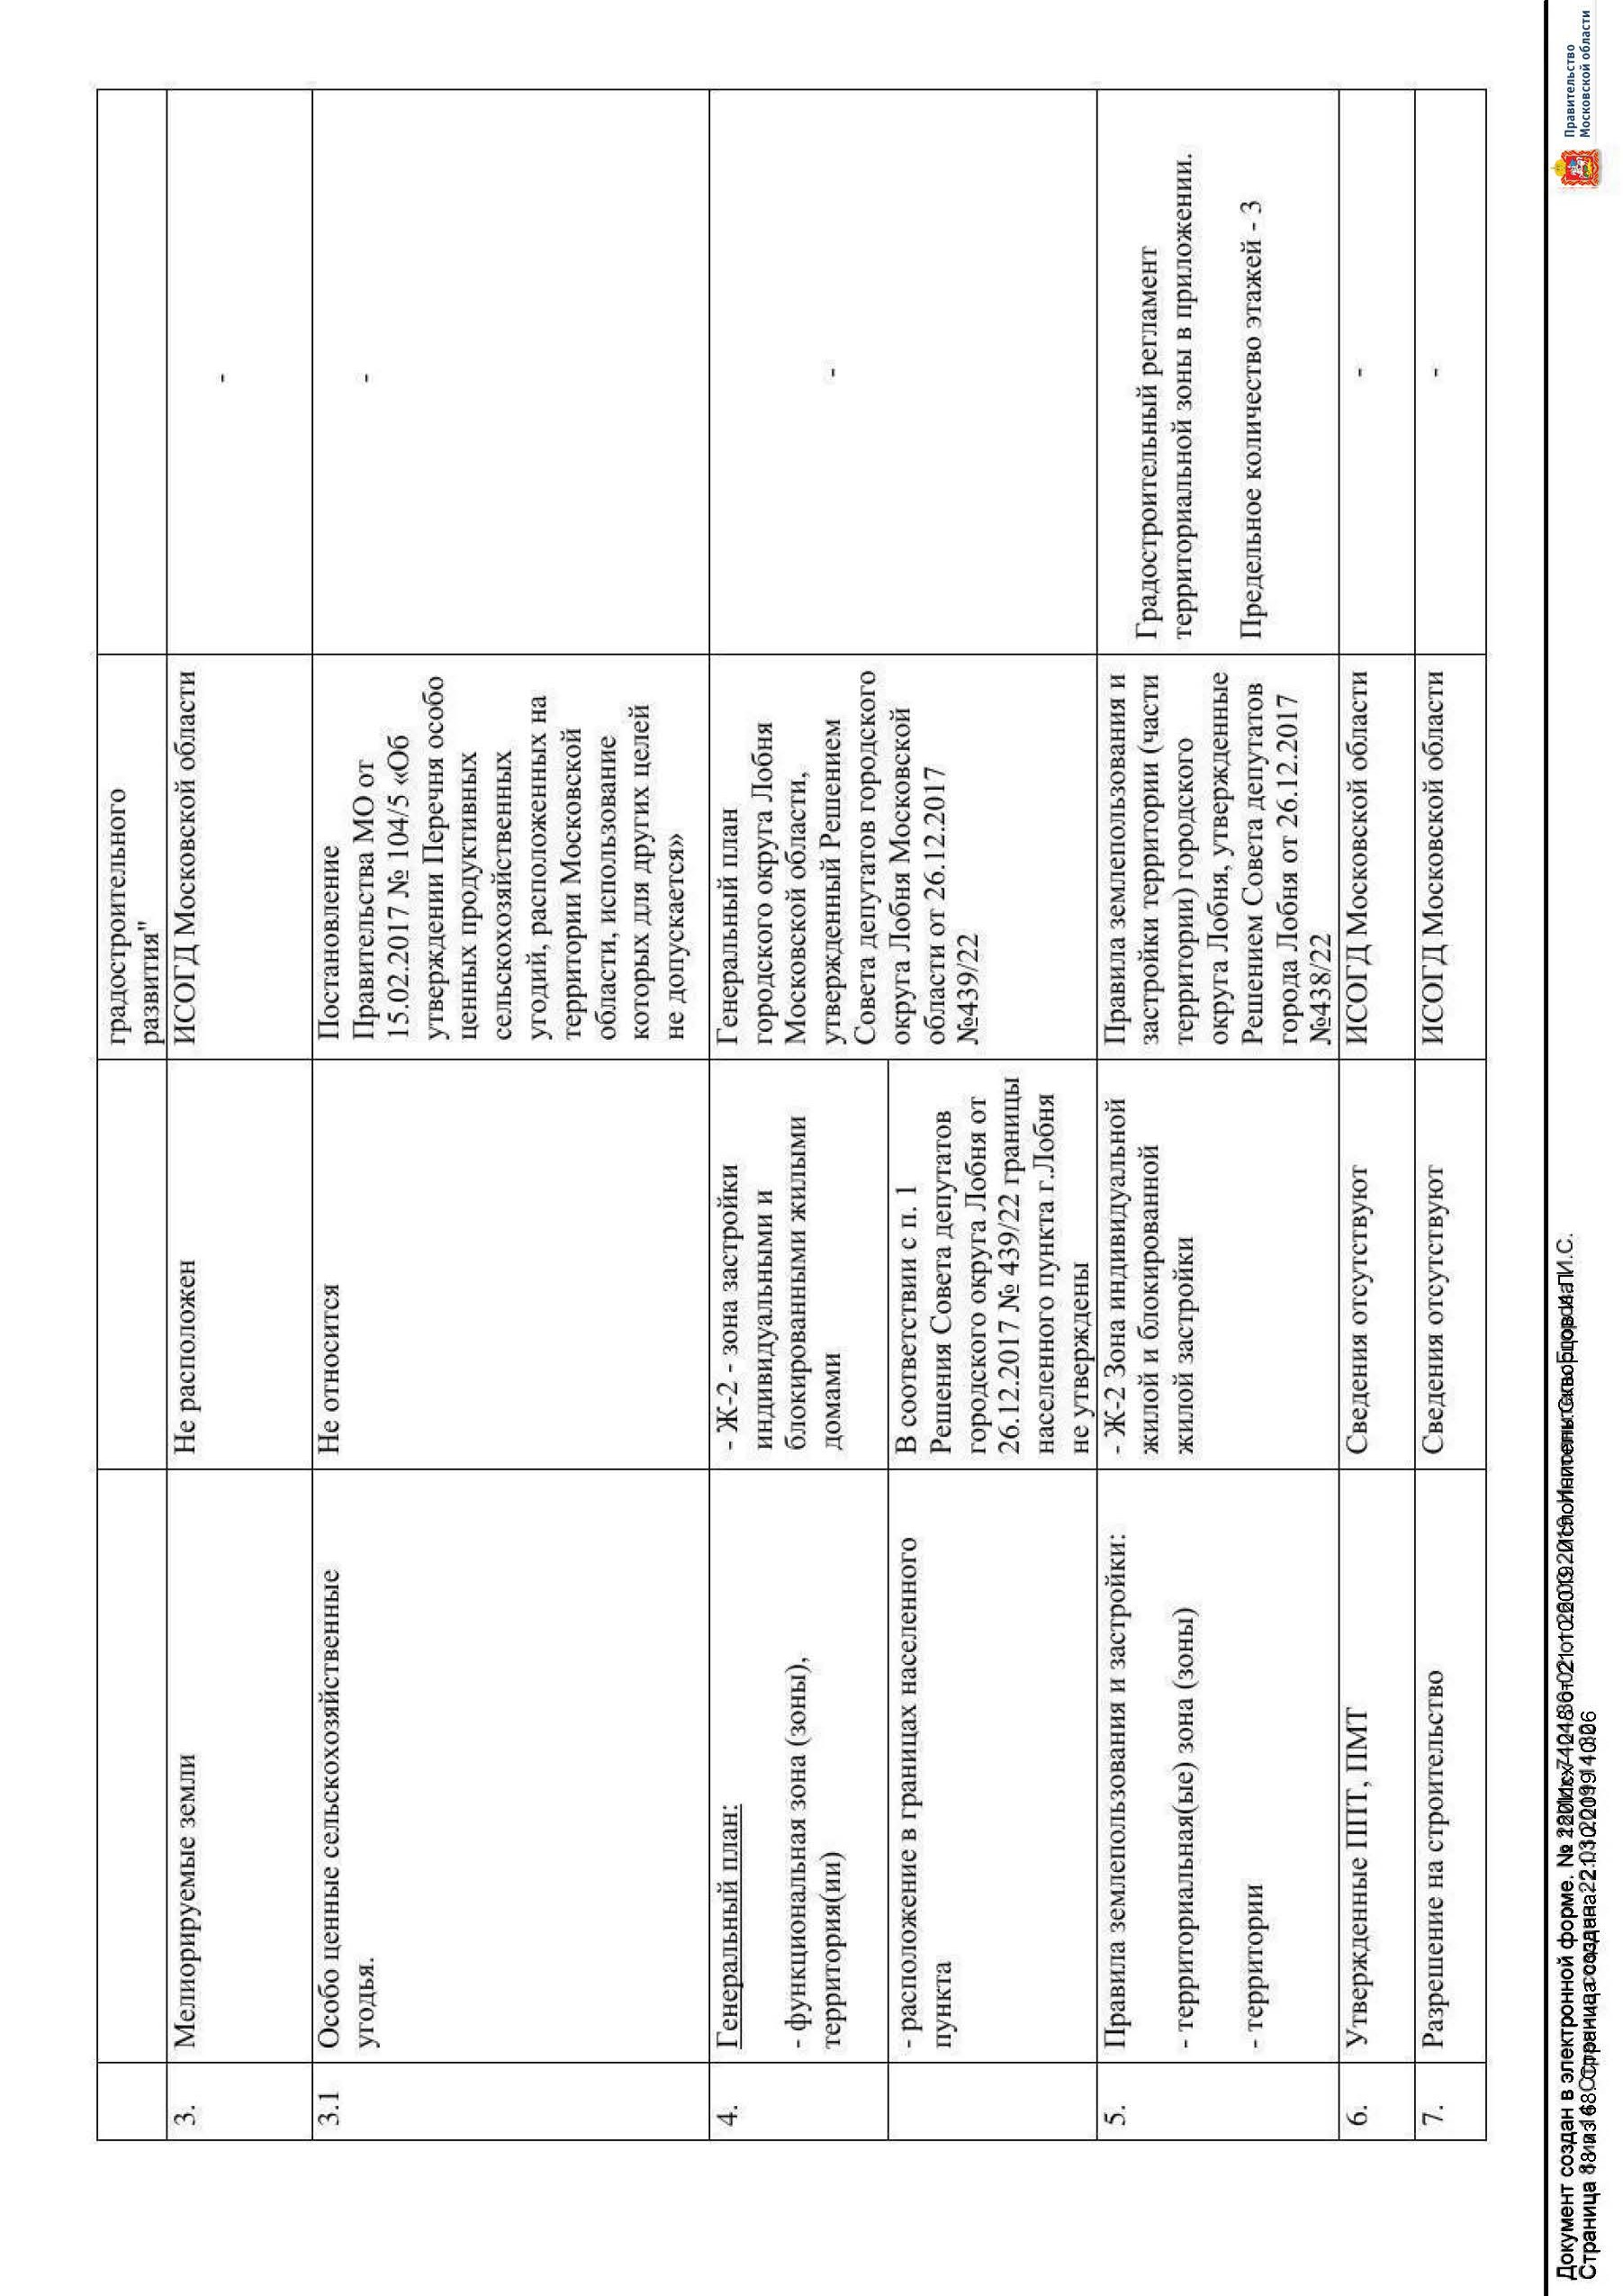 градостроительного
развития"
3.
Мелиорируемые земли
Не расположен
ИСОГД Московской области
-
3.1
Особо ценные сельскохозяйственные
угодья.
Не относится
Постановление
Правительства МО от
15.02.2017 № 104/5 «Об
утверждении Перечня особо
ценных продуктивных
сельскохозяйственных
угодий, расположенных на
территории Московской
области, использование
которых для других целей
не допускается»
-
4.
Генеральный план:
- функциональная зона (зоны),
территория(ии)
- Ж-2 - зона застройки
индивидуальными и
блокированными жилыми
домами
Генеральный план
городского округа Лобня
Московской области,
утвержденный Решением
Совета депутатов городского
округа Лобня Московской
области от 26.12.2017
№439/22
-
- расположение в границах населенного
пункта
В соответствии с п. 1
Решения Совета депутатов
городского округа Лобня от
26.12.2017 № 439/22 границы
населенного пункта г.Лобня
не утверждены
5.
Правила землепользования и застройки:
- территориальная(ые) зона (зоны)
- территории
- Ж-2 Зона индивидуальной
жилой и блокированной
жилой застройки
Правила землепользования и
застройки территории (части
территории) городского
округа Лобня, утвержденные
Решением Совета депутатов
города Лобня от 26.12.2017
№438/22
Градостроительный регламент
территориальной зоны в приложении.
Предельное количество этажей - 3
6.
Утвержденные ППТ, ПМТ
Сведения отсутствуют
ИСОГД Московской области
-
7.
Разрешение на строительство
Сведения отсутствуют
ИСОГД Московской области
-
Документ создан в электронной форме. №
Страница
Правительство
Московской области